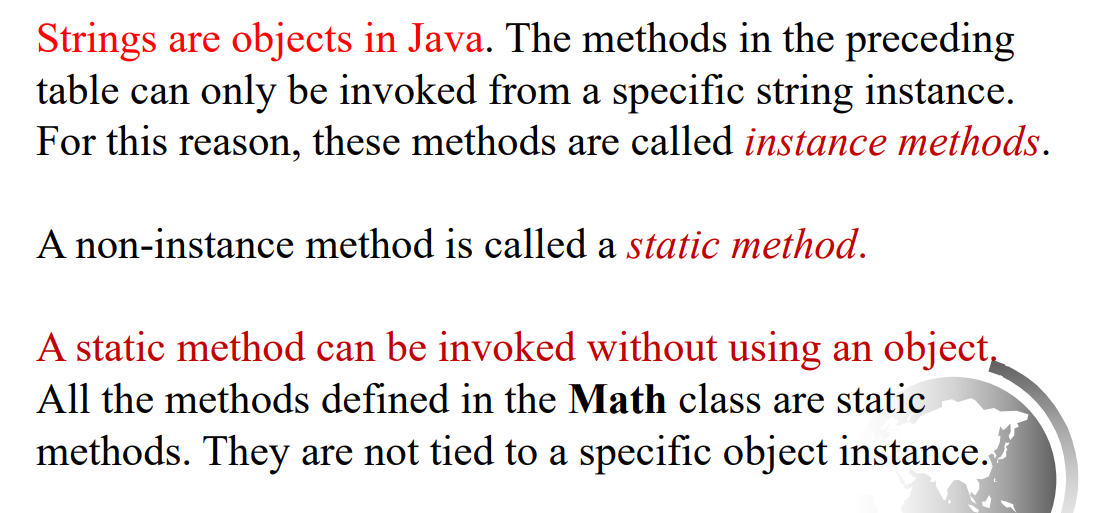 Strings are objects in Java. The methods in the preceding
table can only be invoked from a specific string instance.
For this reason, these methods are called instance methods.
A non-instance method is called a static method.
A static method can be invoked without using an object.
All the methods defined in the Math class are static
methods. They are not tied to a specific object instance.